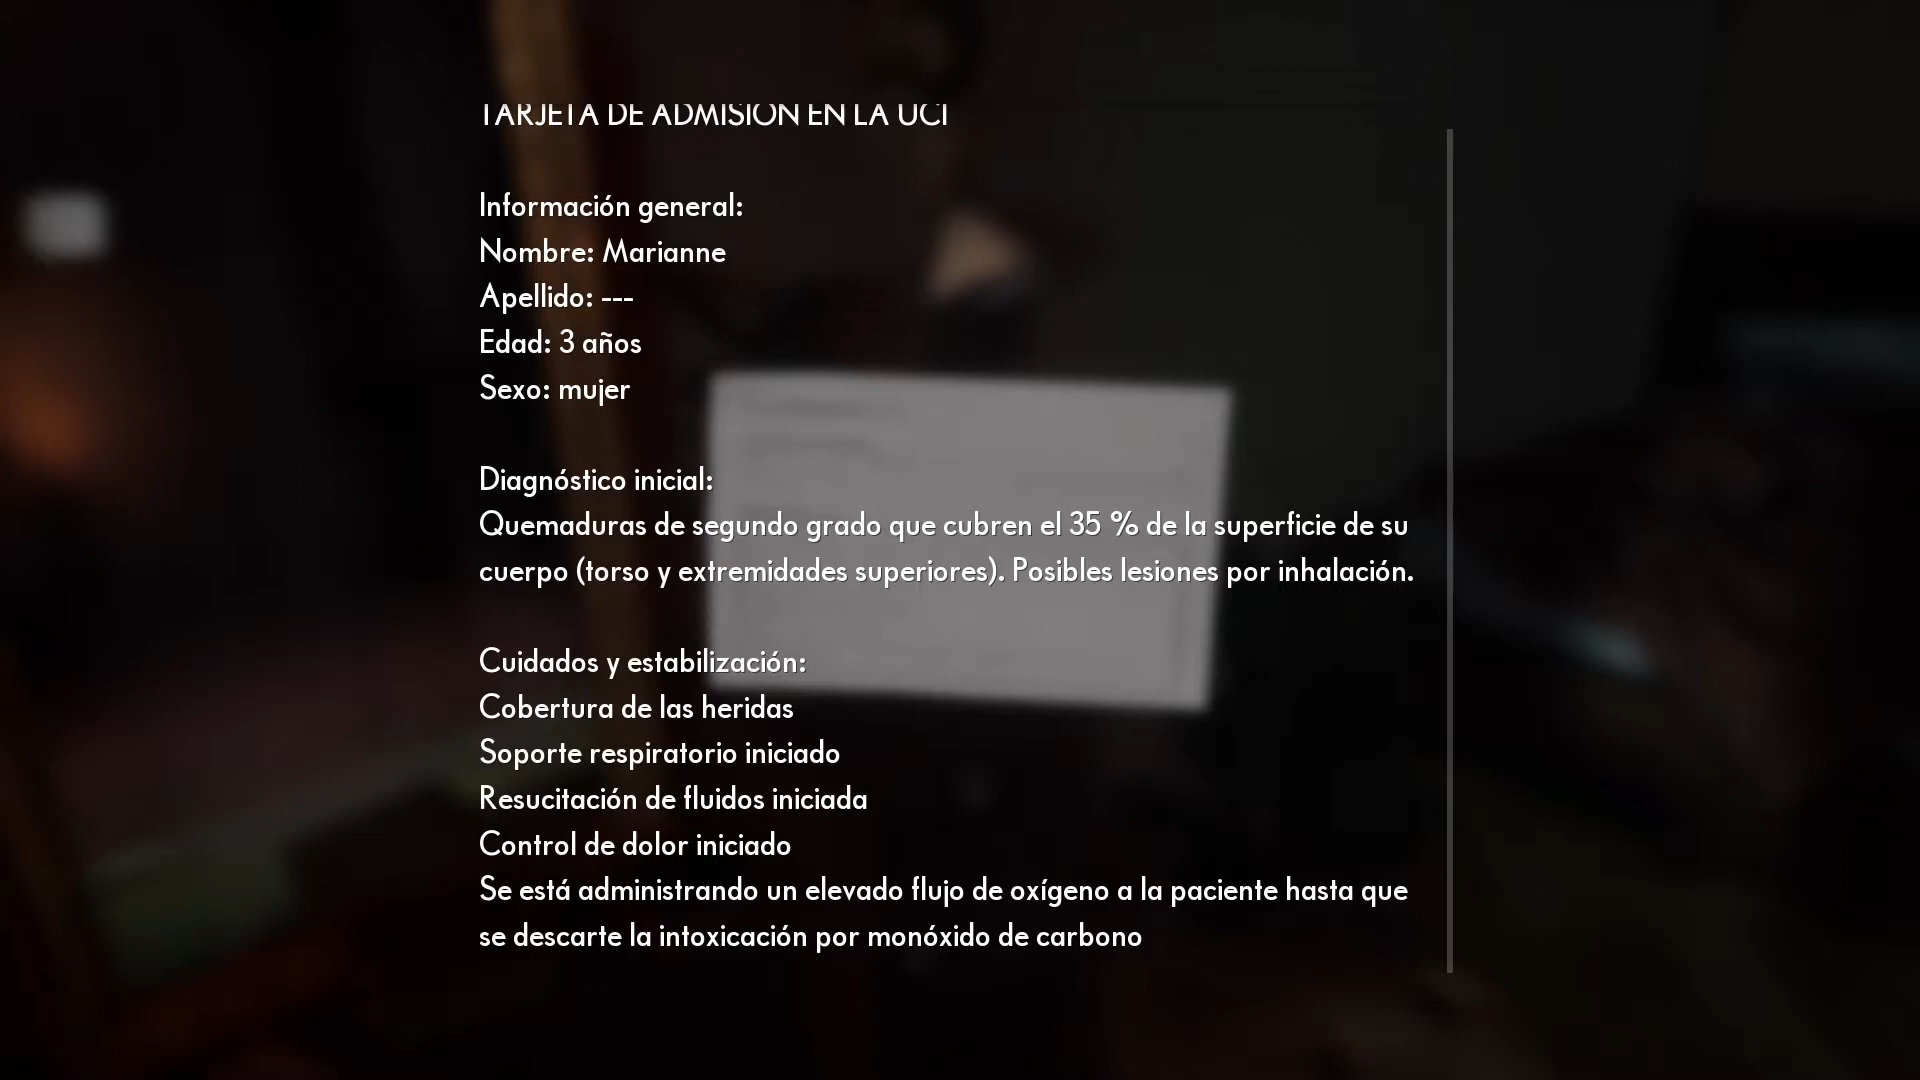 TARJETA DE ADMISIÓN EN LA UCI
Información general:
Nombre: Marianne
Apellido: ---
Edad: 3 años
Sexo: mujer
Diagnóstico inicial:
Quemaduras de segundo grado que cubren el 35 % de la superficie de su
cuerpo (torso y extremidades superiores). Posibles lesiones por inhalación.
Cuidados y estabilización:
Cobertura de las heridas
Soporte respiratorio iniciado
Resucitación de fluidos iniciada
Control de dolor iniciado
Se está administrando un elevado flujo de oxígeno a la paciente hasta que
se descarte la intoxicación por monóxido de carbono